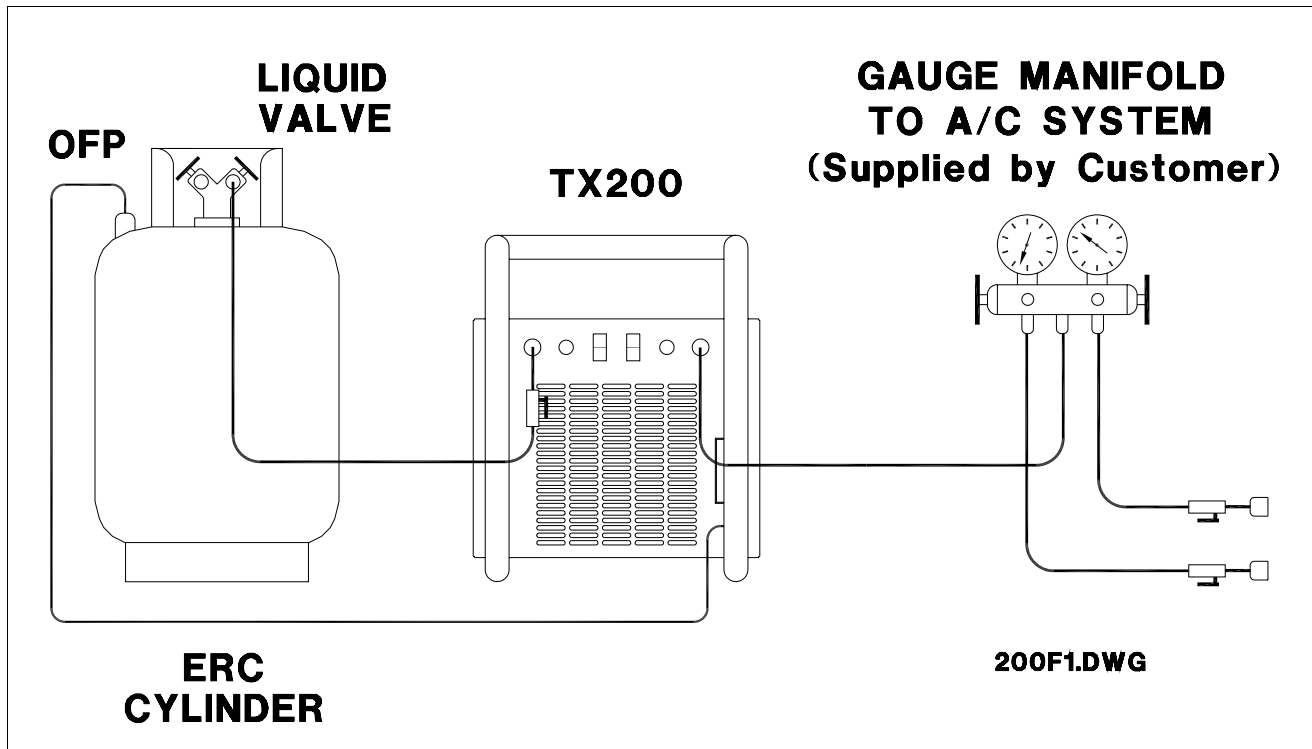 LIQUID
VALVE
OFP
TX200
GAUGE MANIFOLD
TO A/C SYSTEM
(Supplied by Customer)
ERC
CYLINDER
200F1.DWG